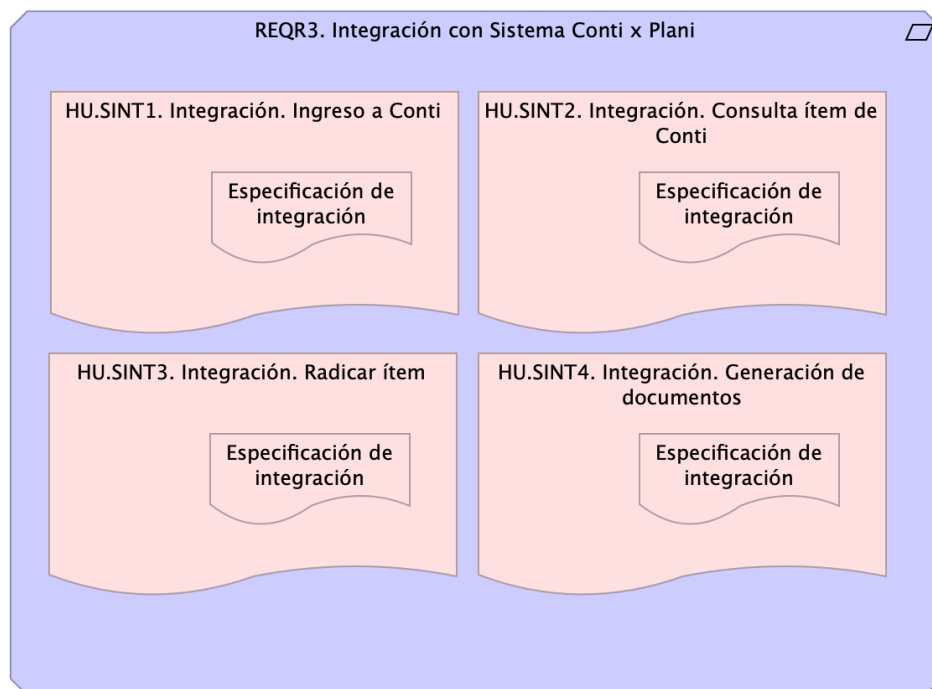 REQR3. Integración con Sistema Conti x Plani
HU.SINT1. Integración. Ingreso a Conti
Especificación de
integración
HU.SINT2. Integración. Consulta ítem de
Conti
Especificación de
integración
HU.SINT3. Integración. Radicar ítem
Especificación de
integración
HU.SINT4. Integración. Generación de
documentos
Especificación de
integración